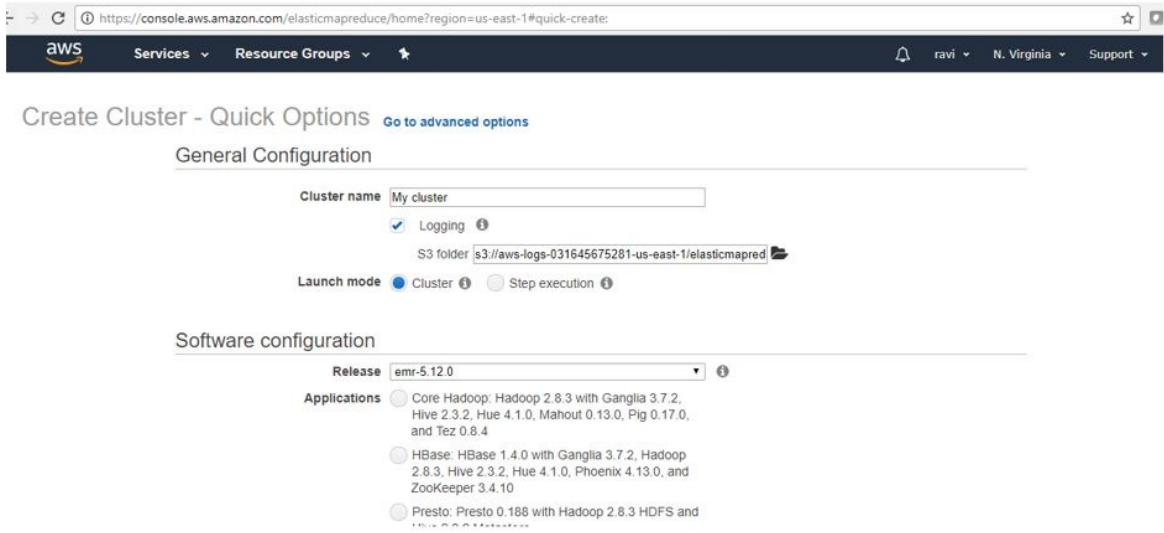 https://console.aws.amazon.com/elasticmapreduce/home?region=us-east-1#quick-create:
aws Services Resource Groups ravi N. Virginia Support
Create Cluster - Quick Options Go to advanced options
General Configuration
Cluster name My cluster
Logging
S3 folder s3://aws-logs-031645675281-us-east-1/elasticmapred
Launch mode Cluster Step execution
Software configuration
Release emr-5.12.0
Applications Core Hadoop: Hadoop 2.8.3 with Ganglia 3.7.2,
Hive 2.3.2, Hue 4.1.0, Mahout 0.13.0, Pig 0.17.0,
and Tez 0.8.4
HBase: HBase 1.4.0 with Ganglia 3.7.2, Hadoop
2.8.3, Hive 2.3.2, Hue 4.1.0, Phoenix 4.13.0, and
ZooKeeper 3.4.10
Presto: Presto 0.188 with Hadoop 2.8.3 HDFS and